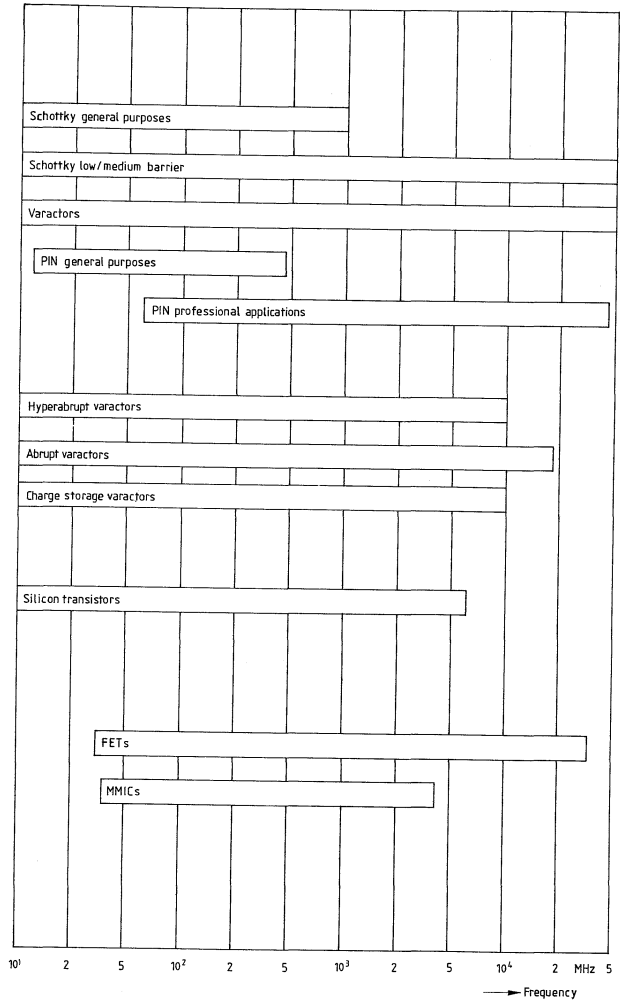 Schottky general purposes
Schottky low/medium barrier
Varactors
PIN general purposes
PIN professional applications
Hyperabrupt varactors
Abrupt varactors
Charge storage varactors
Silicon transistors
FETs
MMICs
10¹ 2 5 10² 2 5 10³ 2 5 10⁴ 2 MHz 5
Frequency